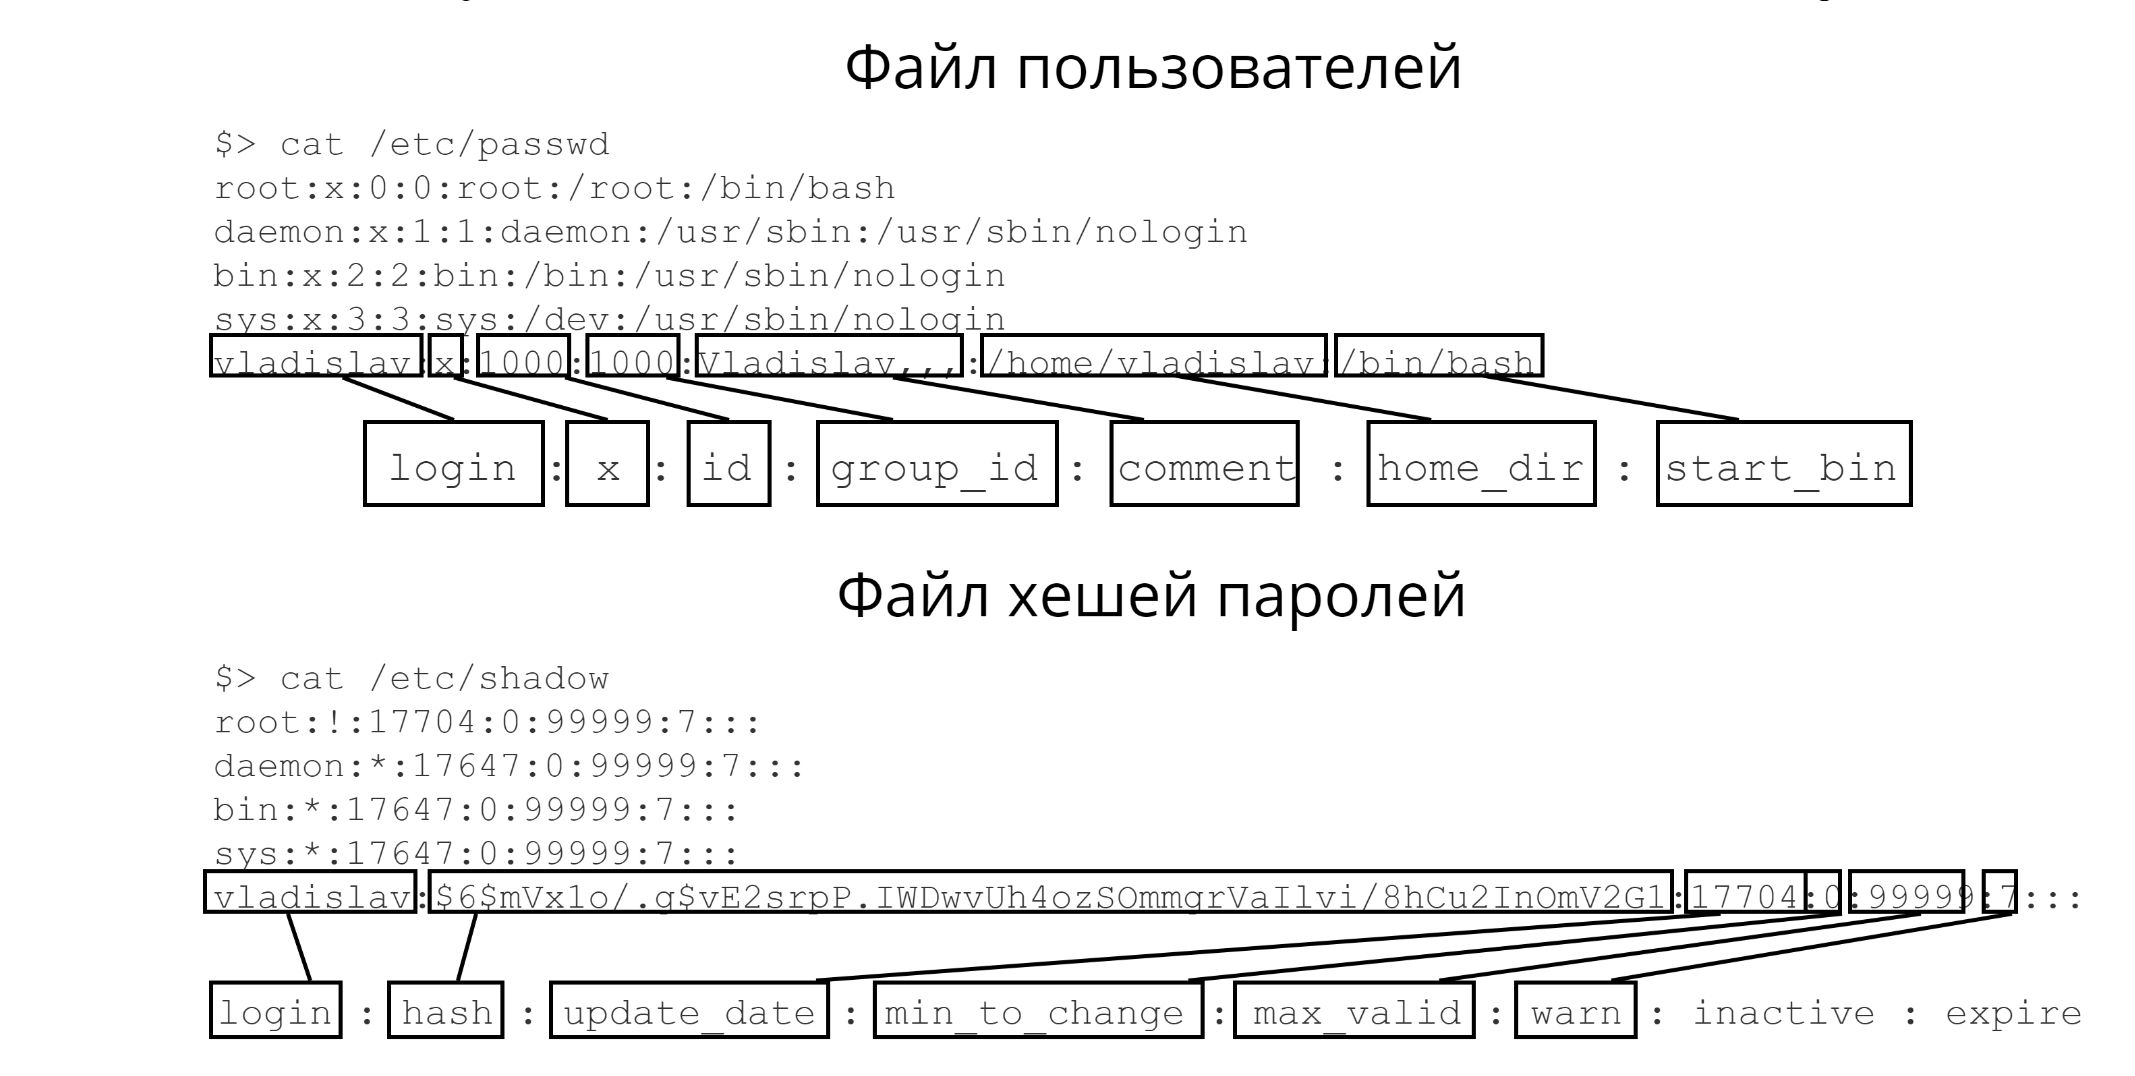 Файл пользователей
$> cat /etc/passwd
root:x:0:0:root:/root:/bin/bash
daemon:x:1:1:daemon:/usr/sbin:/usr/sbin/nologin
bin:x:2:2:bin:/bin:/usr/sbin/nologin
sys:x:3:3:sys:/dev:/usr/sbin/nologin
vladislav:x:1000:1000:Vladislav,,,:/home/vladislav:/bin/bash
login : x : id : group_id : comment : home_dir : start_bin
Файл хешей паролей
$> cat /etc/shadow
root:!:17704:0:99999:7:::
daemon:*:17647:0:99999:7:::
bin:*:17647:0:99999:7:::
sys:*:17647:0:99999:7:::
vladislav:$6$mVx1o/.g$vE2srpP.IWDwvUh4ozSOmmgrVaIlvi/8hCu2InOmV2G1:17704:0:99999:7:::
login : hash : update_date : min_to_change : max_valid : warn : inactive : expire